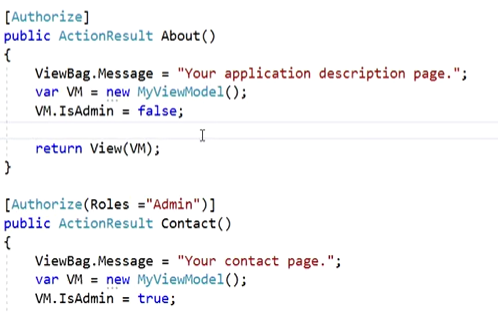 [Authorize]
public ActionResult About()
{
ViewBag.Message = "Your application description page.";
var VM = new MyViewModel();
VM.IsAdmin = false;
return View(VM);
}
[Authorize(Roles ="Admin")]
public ActionResult Contact()
{
ViewBag.Message = "Your contact page.";
var VM = new MyViewModel();
VM.IsAdmin = true;